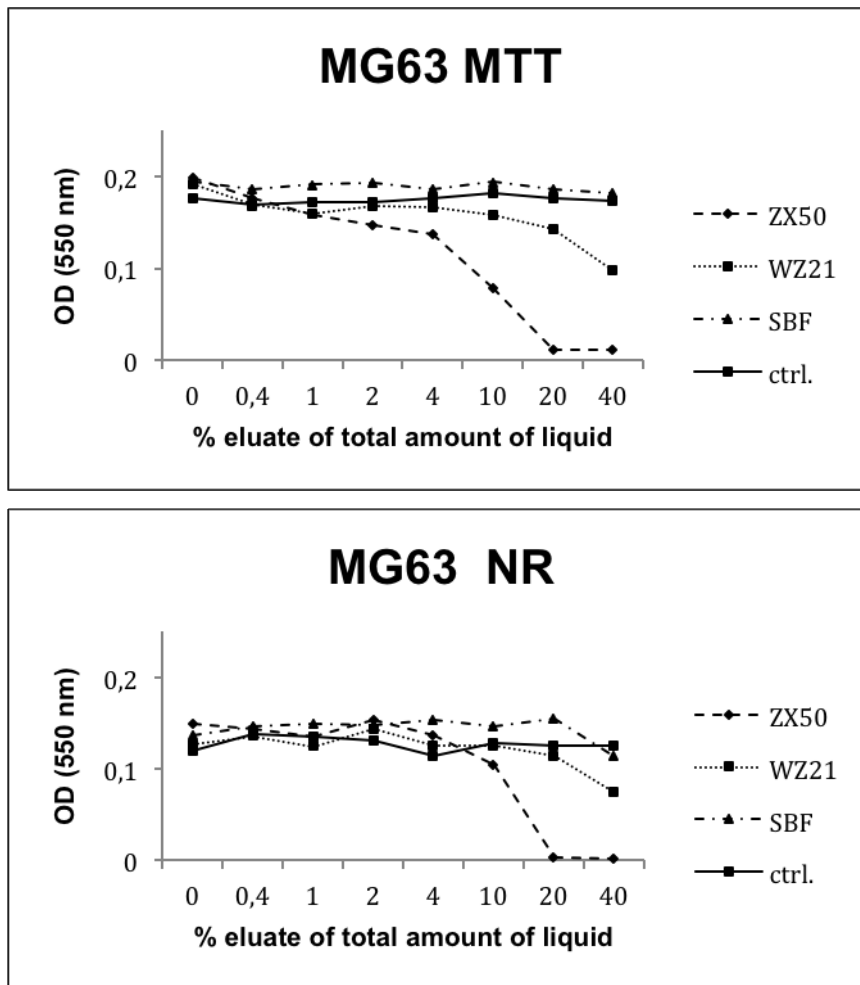 MG63 MTT
OD (550 nm)
0,2
0,1
0
0 0,4 1 2 4 10 20 40
% eluate of total amount of liquid
ZX50
WZ21
SBF
ctrl.
MG63 NR
OD (550 nm)
0,2
0,1
0
0 0,4 1 2 4 10 20 40
% eluate of total amount of liquid
ZX50
WZ21
SBF
ctrl.